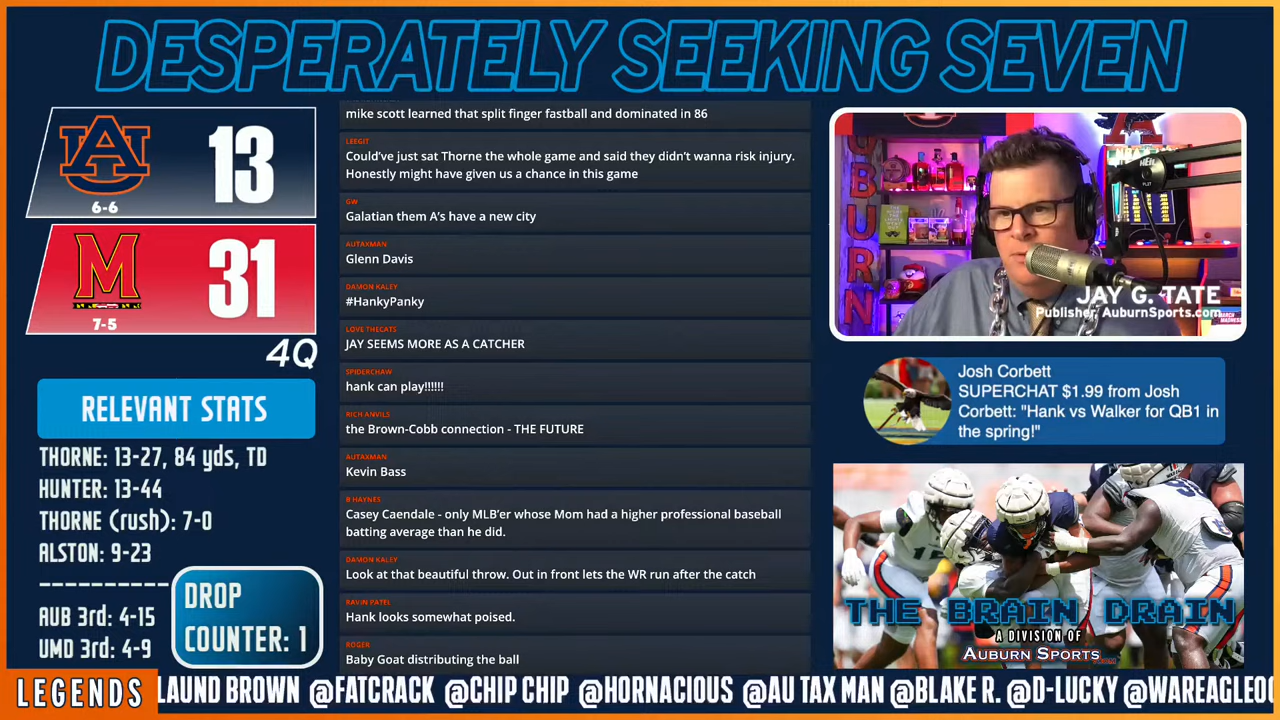 DESPERATELY SEEKING SEVEN
13
6-6
31
7-5
4Q
RELEVANT STATS
THORNE: 13-27, 84 yds, TD
HUNTER: 13-44
THORNE (rush): 7-0
ALSTON: 9-23
AUB 3rd: 4-15
UMD 3rd: 4-9
DROP
COUNTER: 1
mike scott learned that split finger fastball and dominated in 86
LEEGIT
Could've just sat Thorne the whole game and said they didn't wanna risk injury.
Honestly might have given us a chance in this game
GW
Galatian them A's have a new city
AUTAXMAN
Glenn Davis
DAMON KALEY
#HankyPanky
LOVE THECATS
JAY SEEMS MORE AS A CATCHER
SPIDERCHAW
hank can play!!!!!!
RICH ANVILS
the Brown-Cobb connection - THE FUTURE
AUTAXMAN
Kevin Bass
B HAYNES
Casey Caendale - only MLB'er whose Mom had a higher professional baseball
batting average than he did.
DAMON KALEY
Look at that beautiful throw. Out in front lets the WR run after the catch
RAVIN PATEL
Hank looks somewhat poised.
ROGER
Baby Goat distributing the ball
BURN
JAY G. TATE
Publisher, AuburnSports.com
Josh Corbett
SUPERCHAT $1.99 from Josh
Corbett: "Hank vs Walker for QB1 in
the spring!"
THE BRAIN DRAIN
A DIVISION OF
AUBURN SPORTS
LEGENDS
LAUND BROWN @FATCRACK @CHIP CHIP @HORNACIOUS @AU TAX MAN @BLAKE R. @D-LUCKY @WAREAGLEO